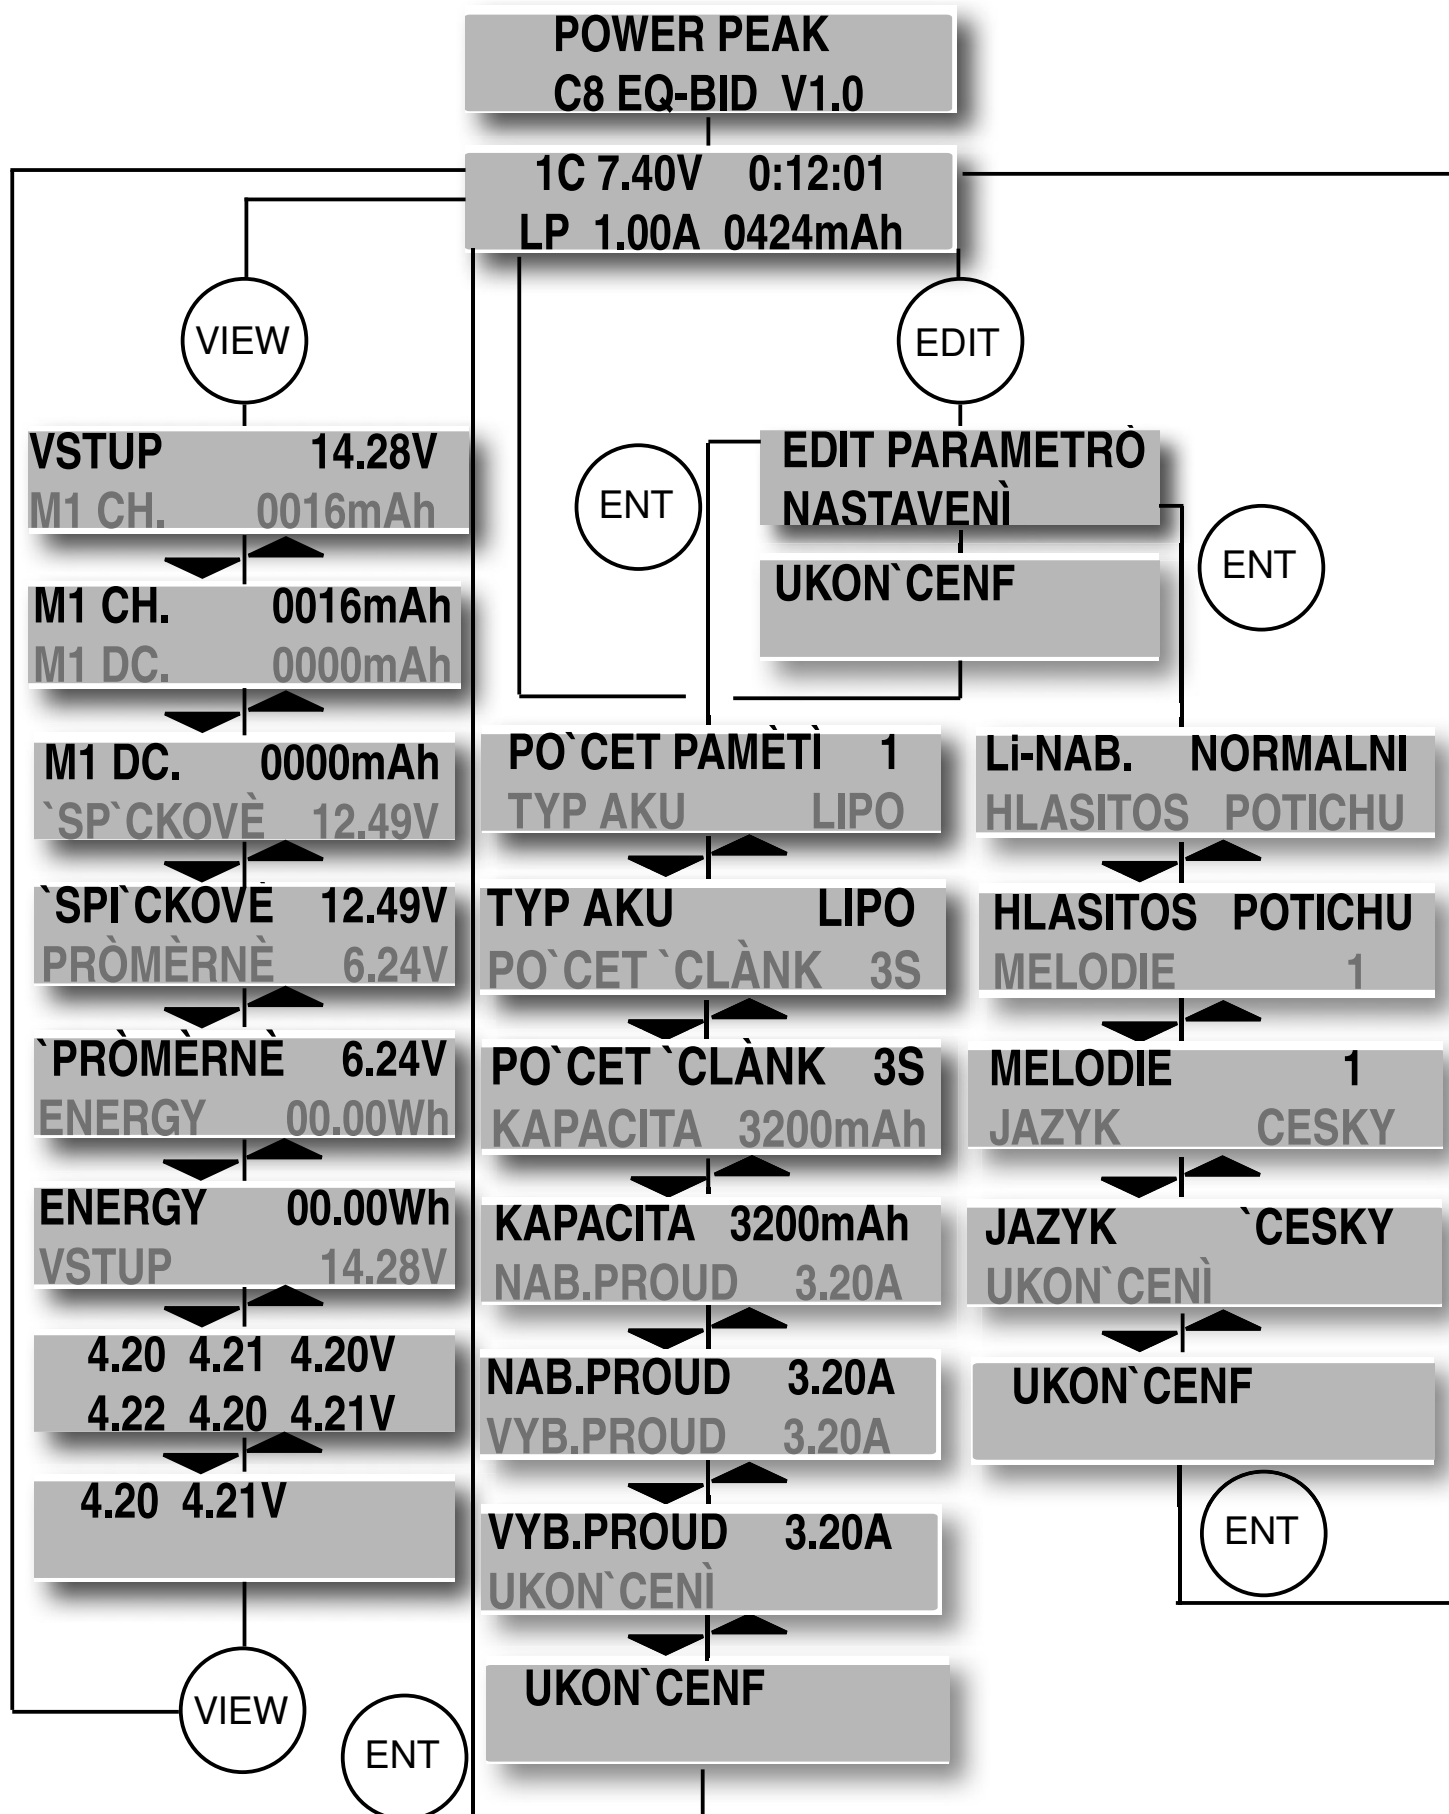 POWER PEAK
C8 EQ-BID V1.0
1C 7.40V 0:12:01
LP 1.00A 0424mAh
VIEW
VSTUP 14.28V
M1 CH. 0016mAh
M1 CH. 0016mAh
M1 DC. 0000mAh
M1 DC. 0000mAh
`SP`CKOVÈ 12.49V
`SPI`CKOVÈ 12.49V
PRÒMÈRNÈ 6.24V
`PRÒMÈRNÈ 6.24V
ENERGY 00.00Wh
ENERGY 00.00Wh
VSTUP 14.28V
4.20 4.21 4.20V
4.22 4.20 4.21V
4.20 4.21V
VIEW
EDIT
EDIT PARAMETRÒ
NASTAVENÌ
UKON`CENF
ENT
PO`CET PAMÈTÌ 1
TYP AKU LIPO
TYP AKU LIPO
PO`CET `CLÀNK 3S
PO`CET `CLÀNK 3S
KAPACITA 3200mAh
KAPACITA 3200mAh
NAB.PROUD 3.20A
NAB.PROUD 3.20A
VYB.PROUD 3.20A
VYB.PROUD 3.20A
UKON`CENÌ
UKON`CENF
ENT
ENT
Li-NAB. NORMALNI
HLASITOS POTICHU
HLASITOS POTICHU
MELODIE 1
MELODIE 1
JAZYK CESKY
JAZYK `CESKY
UKON`CENÌ
UKON`CENF
ENT